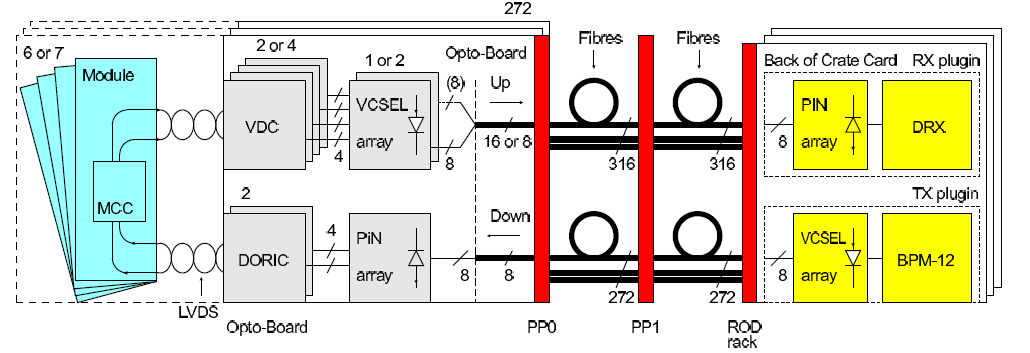 272
6 or 7
2 or 4
1 or 2
Opto-Board
Fibres
Fibres
Back of Crate Card
RX plugin
Module
(8)
Up
VDC
VCSEL
array
4
8
16 or 8
316
316
8
PIN
array
DRX
MCC
2
4
Down
TX plugin
DORIC
PiN
array
8
8
272
272
8
VCSEL
array
BPM-12
LVDS
Opto-Board
PP0
PP1
ROD
rack